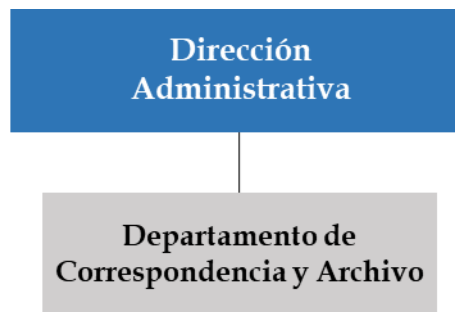 Dirección
Administrativa
Departamento de
Correspondencia y Archivo